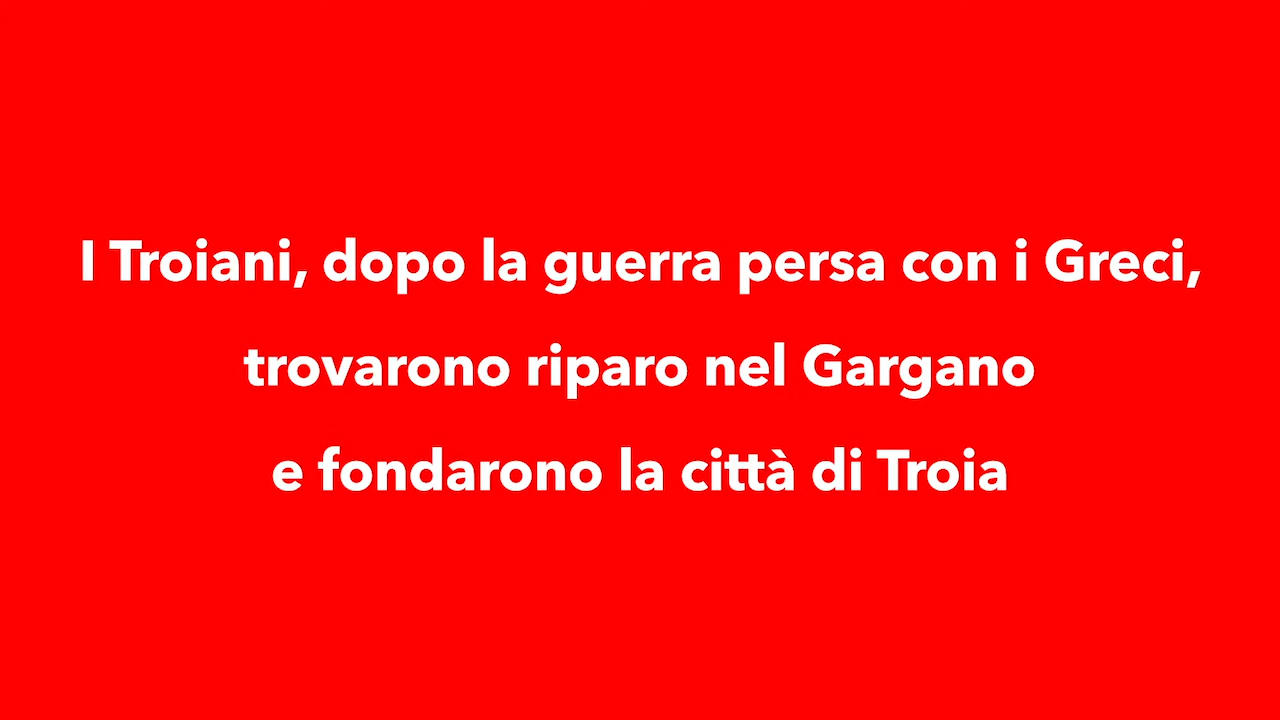 I Troiani, dopo la guerra persa con i Greci,
trovarono riparo nel Gargano
e fondarono la città di Troia